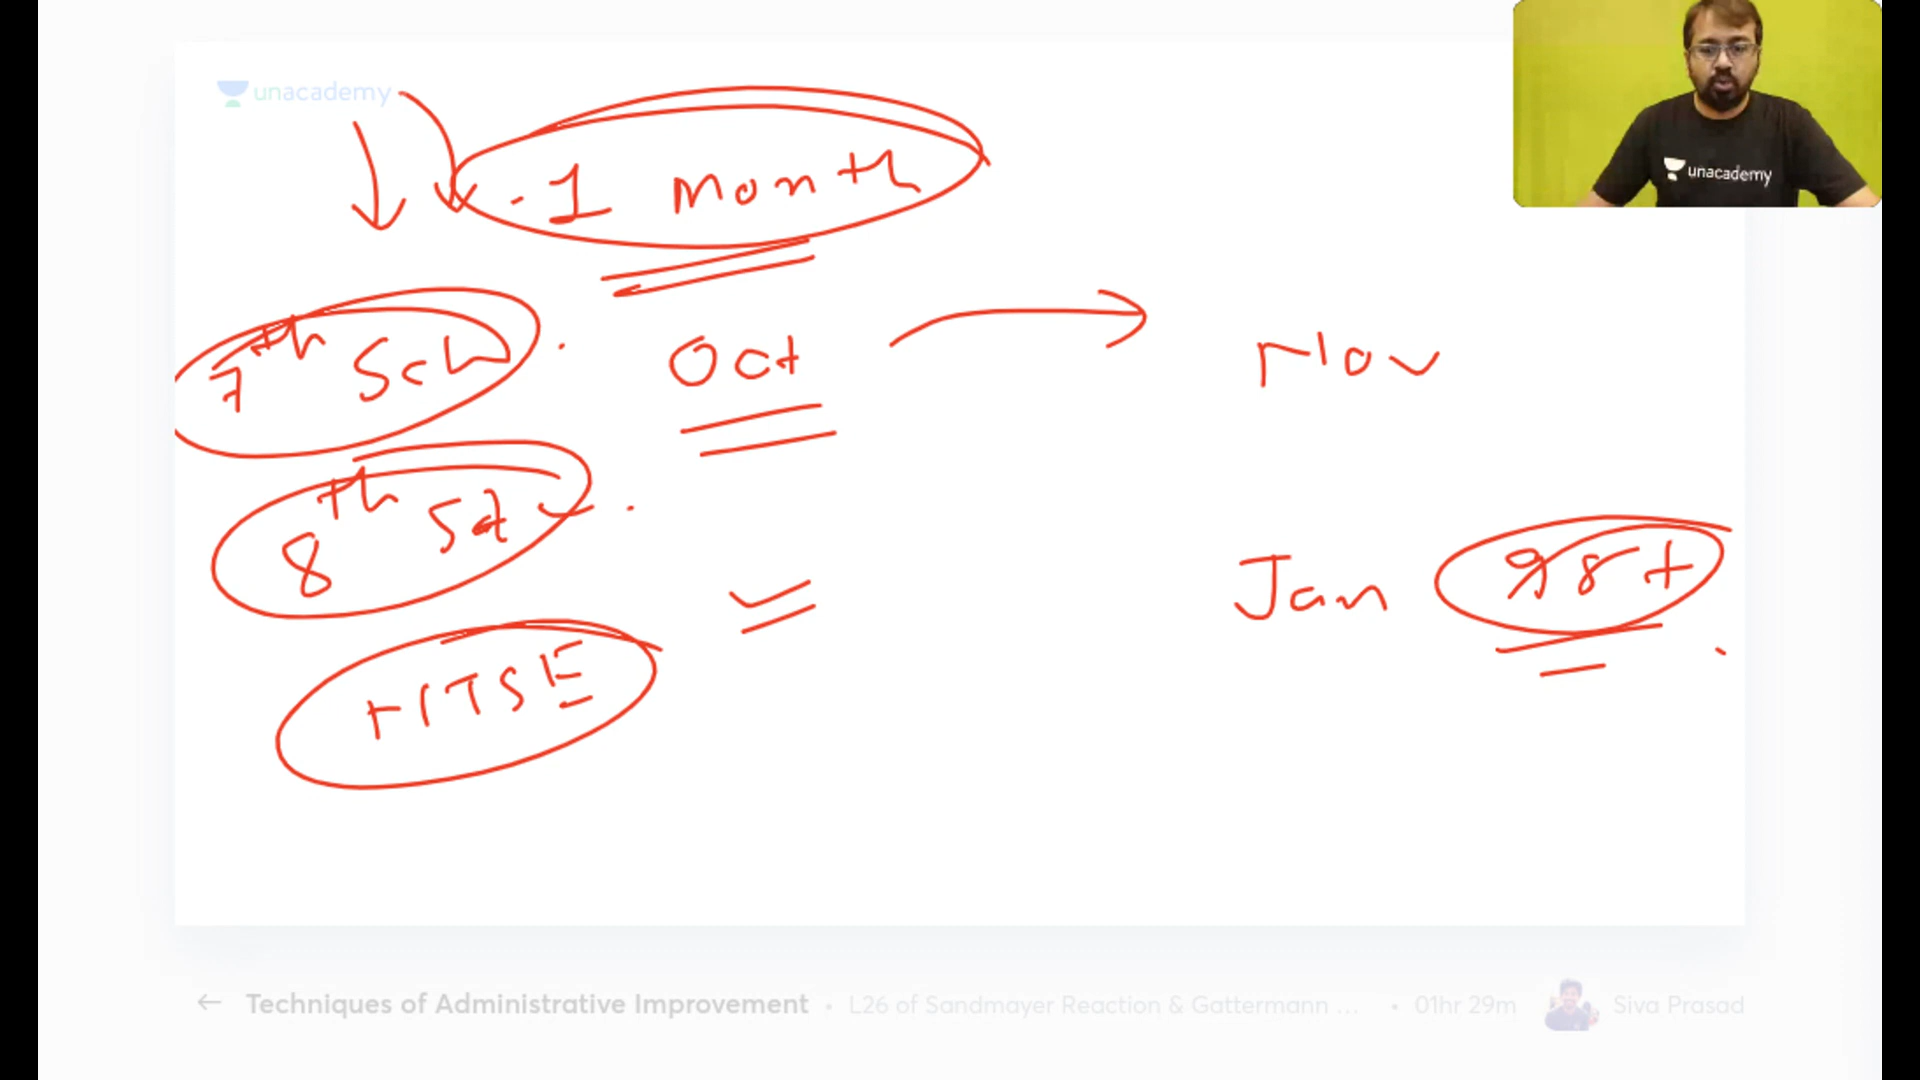 unacademy
1 Month
unacademy
7th Sch
Oct
Nov
8th
Jan
98+
NTSE
Techniques of Administrative Improvement • L26 of Sandmayer Reaction & Gattermann ... • 01hr 29m Siva Prasad